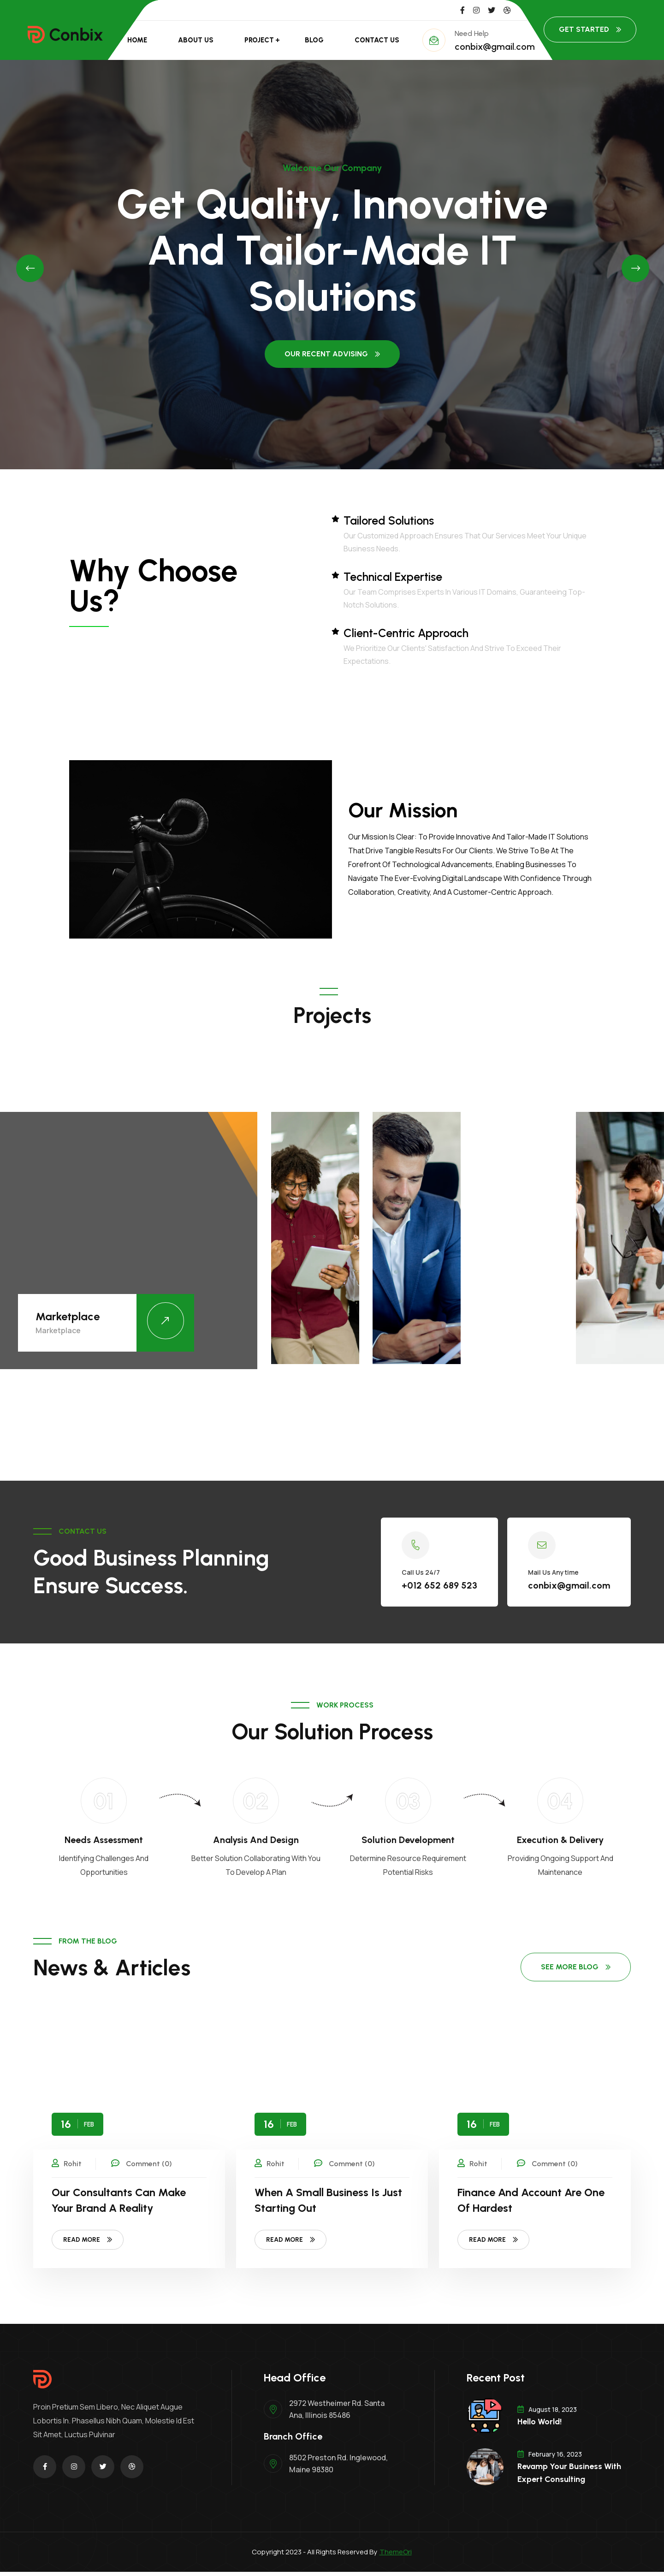 Conbix
HOME
ABOUT US
PROJECT +
BLOG
CONTACT US
Need Help
conbix@gmail.com
GET STARTED
Welcome Our Company
Get Quality, Innovative
And Tailor-Made IT
Solutions
OUR RECENT ADVISING
Why Choose
Us?
Tailored Solutions
Our Customized Approach Ensures That Our Services Meet Your Unique
Business Needs.
Technical Expertise
Our Team Comprises Experts In Various IT Domains, Guaranteeing Top-
Notch Solutions.
Client-Centric Approach
We Prioritize Our Clients' Satisfaction And Strive To Exceed Their
Expectations.
Our Mission
Our Mission Is Clear: To Provide Innovative And Tailor-Made IT Solutions
That Drive Tangible Results For Our Clients. We Strive To Be At The
Forefront Of Technological Advancements, Enabling Businesses To
Navigate The Ever-Evolving Digital Landscape With Confidence Through
Collaboration, Creativity, And A Customer-Centric Approach.
Projects
Marketplace
Marketplace
CONTACT US
Good Business Planning
Ensure Success.
Call Us 24/7
+012 652 689 523
Mail Us Anytime
conbix@gmail.com
WORK PROCESS
Our Solution Process
01
02
03
04
Needs Assessment
Identifying Challenges And
Opportunities
Analysis And Design
Better Solution Collaborating With You
To Develop A Plan
Solution Development
Determine Resource Requirement
Potential Risks
Execution & Delivery
Providing Ongoing Support And
Maintenance
FROM THE BLOG
News & Articles
SEE MORE BLOG
16 FEB
Rohit
Comment (0)
Our Consultants Can Make
Your Brand A Reality
READ MORE
16 FEB
Rohit
Comment (0)
When A Small Business Is Just
Starting Out
READ MORE
16 FEB
Rohit
Comment (0)
Finance And Account Are One
Of Hardest
READ MORE
Proin Pretium Sem Libero, Nec Aliquet Augue
Lobortis In. Phasellus Nibh Quam, Molestie Id Est
Sit Amet, Luctus Pulvinar
Head Office
2972 Westheimer Rd. Santa
Ana, Illinois 85486
Branch Office
8502 Preston Rd. Inglewood,
Maine 98380
Recent Post
August 18, 2023
Hello World!
February 16, 2023
Revamp Your Business With
Expert Consulting
Copyright 2023 - All Rights Reserved By ThemeOri